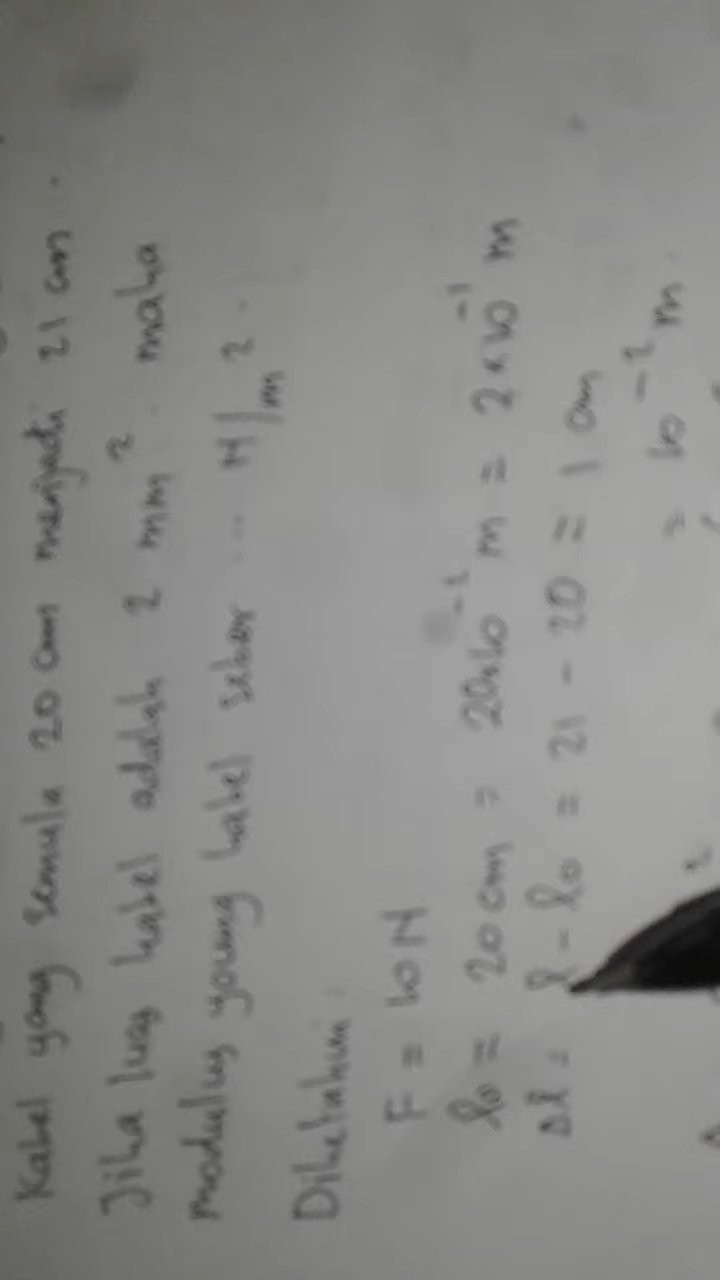 Kabel yang semula 20 cm menjadi 21 cm.
Jika luas kabel adalah 2 mm². maka
modulus young kabel sebesar ... N/m².
Diketahui:
F = 10 N
l₀ = 20 cm = 20×10⁻² m = 2×10⁻¹ m
Δl = l - l₀ = 21 - 20 = 1 cm
= 10⁻² m.